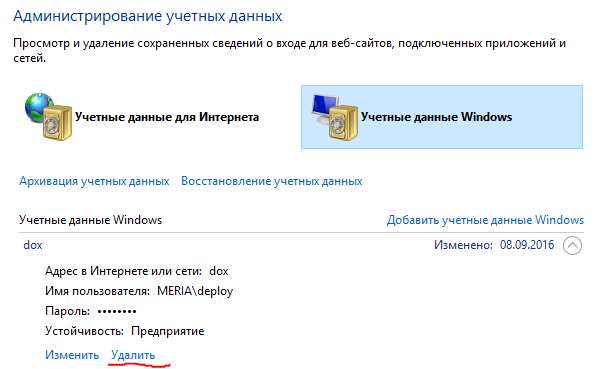 Администрирование учетных данных
Просмотр и удаление сохраненных сведений о входе для веб-сайтов, подключенных приложений и
сетей.
Учетные данные для Интернета
Учетные данные Windows
Архивация учетных данных Восстановление учетных данных
Учетные данные Windows Добавить учетные данные Windows
dox Изменено: 08.09.2016
Адрес в Интернете или сети: dox
Имя пользователя: MERIA\deploy
Пароль: ••••••••
Устойчивость: Предприятие
Изменить Удалить